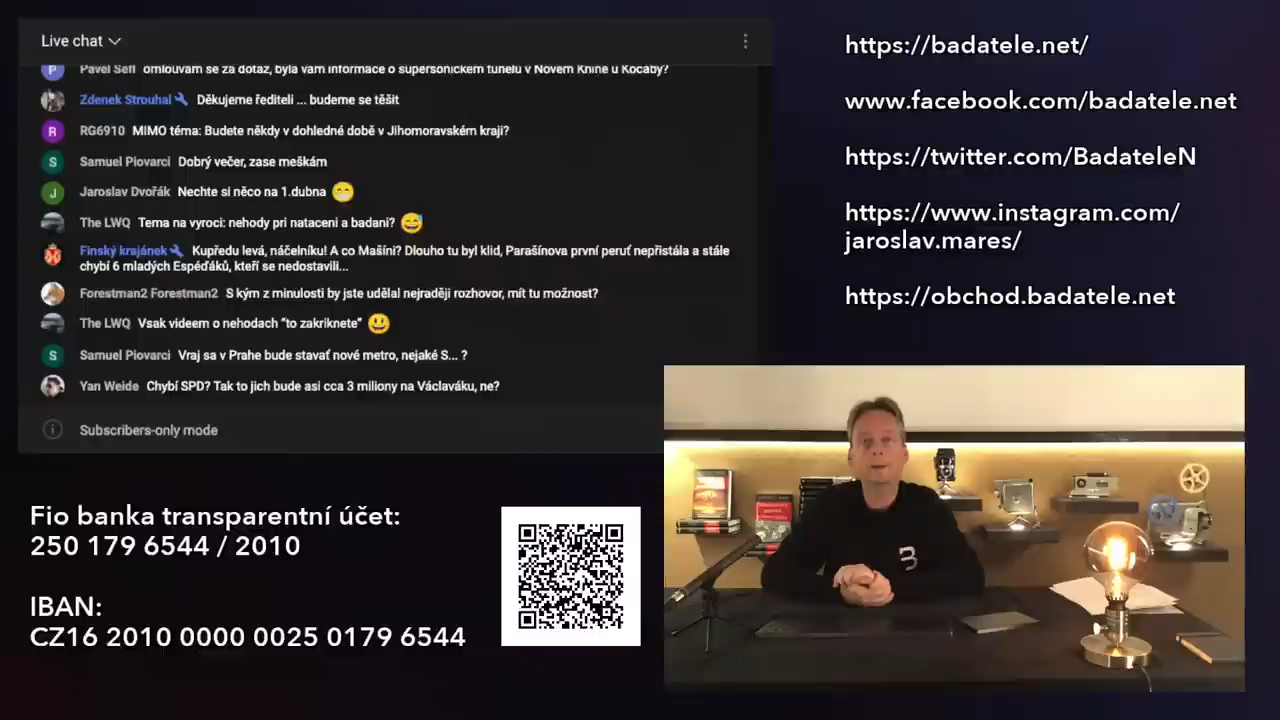 Live chat
Pavel Šefl omlouvám se za dotaz, byla vám informace o supersonickém tunelu v Novém Kníně u Kocáby?
Zdenek Strouhal Děkujeme řediteli ... budeme se těšit
R RG6910 MIMO téma: Budete někdy v dohledné době v Jihomoravském kraji?
S Samuel Piovarci Dobrý večer, zase meškám
J Jaroslav Dvořák Nechte si něco na 1.dubna
The LWQ Tema na vyroci: nehody pri nataceni a badani?
Finský krajánek Kupředu levá, náčelníku! A co Mašíni? Dlouho tu byl klid, Parašínova první peruť nepřistála a stále
chybí 6 mladých Espéďáků, kteří se nedostavili...
Forestman2 Forestman2 S kým z minulosti by jste udělal nejraději rozhovor, mít tu možnost?
The LWQ Vsak videem o nehodach "to zakriknete"
S Samuel Piovarci Vraj sa v Prahe bude stavať nové metro, nejaké S... ?
Yan Weide Chybí SPD? Tak to jich bude asi cca 3 miliony na Václaváku, ne?
Subscribers-only mode
https://badatele.net/
www.facebook.com/badatele.net
https://twitter.com/BadateleN
https://www.instagram.com/
jaroslav.mares/
https://obchod.badatele.net
Fio banka transparentní účet:
250 179 6544 / 2010
IBAN:
CZ16 2010 0000 0025 0179 6544